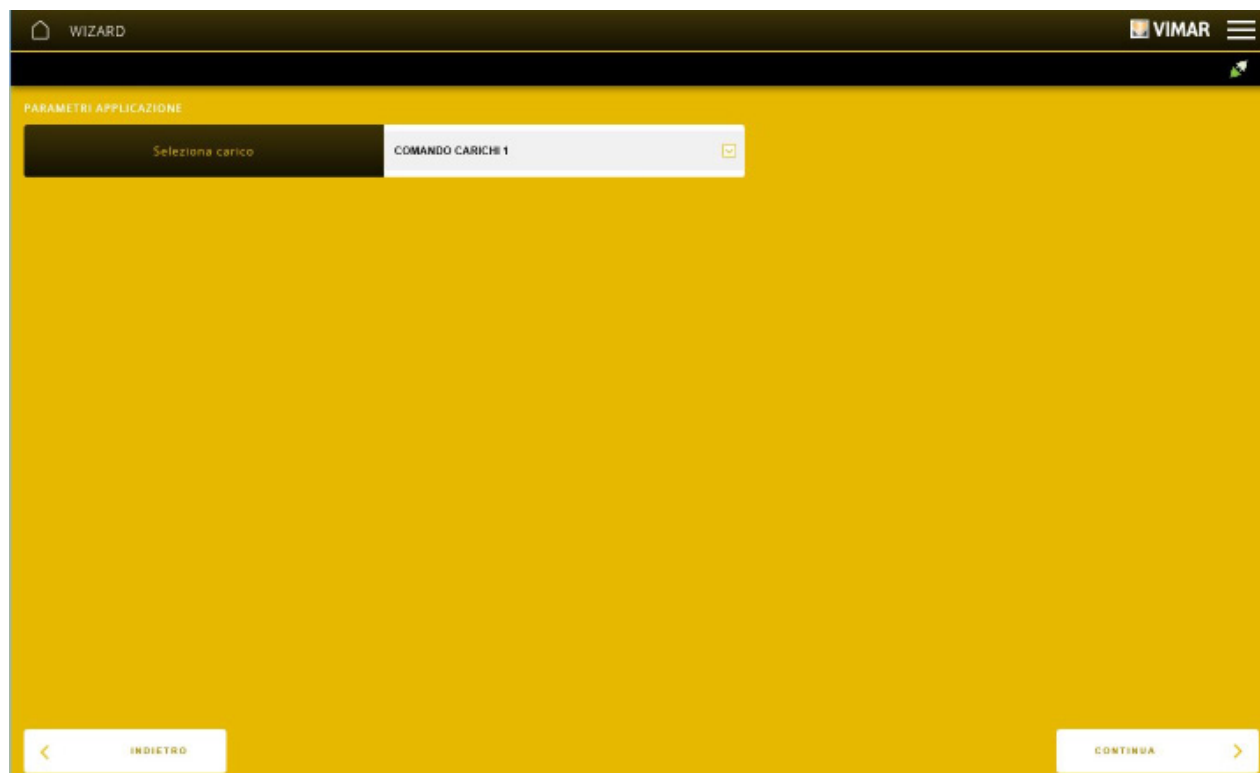 WIZARD
VIMAR
PARAMETRI APPLICAZIONE
Seleziona carico
COMANDO CARICHI 1
INDIETRO
CONTINUA